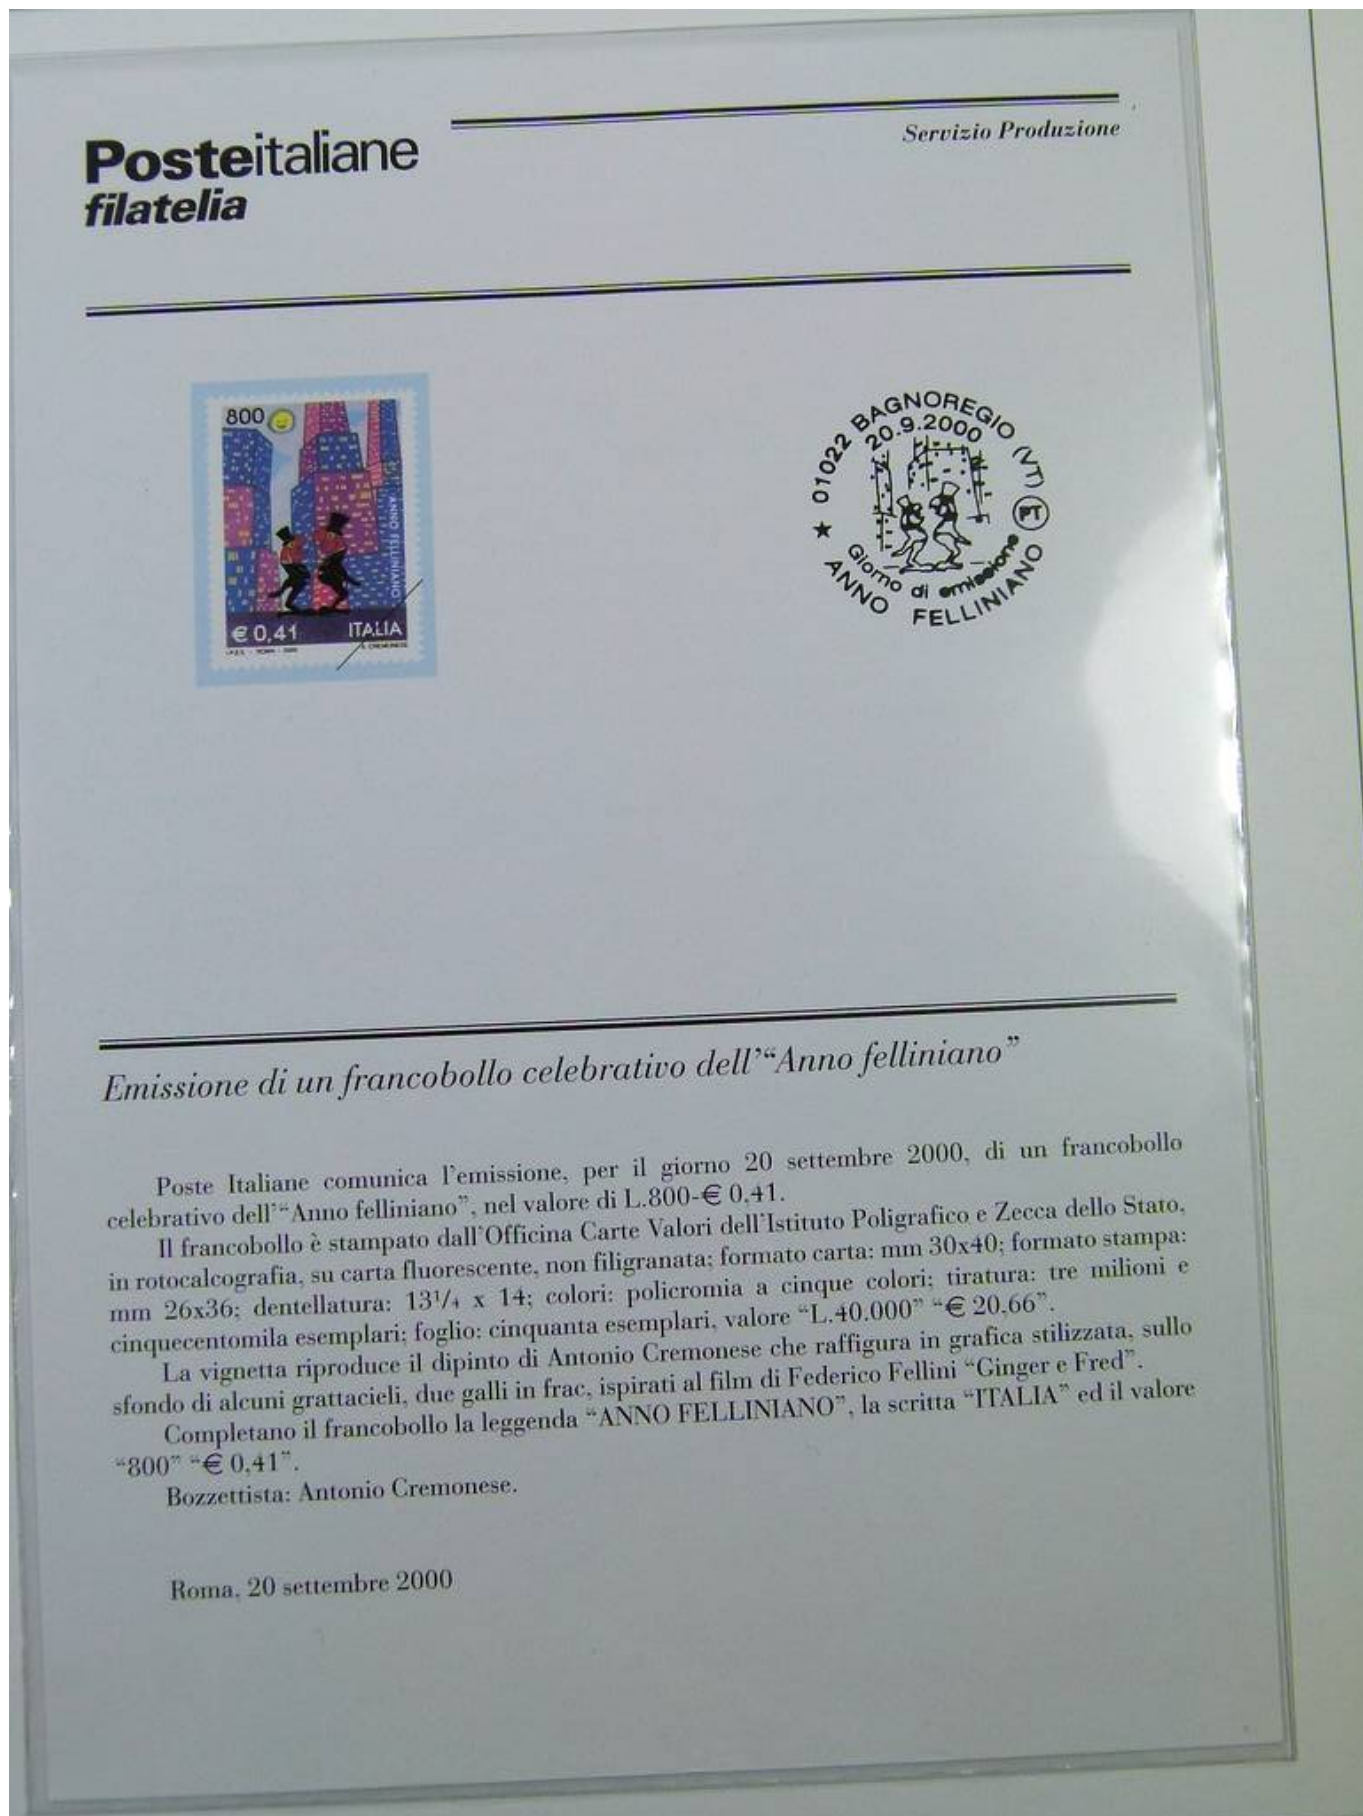 Posteitaliane
filatelia
Servizio Produzione
800
ANNO FELLINIANO
€ 0,41 ITALIA
I.P.Z.S. - ROMA - 2000 A. CREMONESE
★ 01022 BAGNOREGIO (VT) PT
20.9.2000
Giorno di emissione
ANNO FELLINIANO
Emissione di un francobollo celebrativo dell'“Anno felliniano”
Poste Italiane comunica l'emissione, per il giorno 20 settembre 2000, di un francobollo
celebrativo dell'“Anno felliniano”, nel valore di L.800-€ 0,41.
Il francobollo è stampato dall'Officina Carte Valori dell'Istituto Poligrafico e Zecca dello Stato,
in rotocalcografia, su carta fluorescente, non filigranata; formato carta: mm 30x40; formato stampa:
mm 26x36; dentellatura: 13¹/₄ x 14; colori: policromia a cinque colori; tiratura: tre milioni e
cinquecentomila esemplari; foglio: cinquanta esemplari, valore “L.40.000” “€ 20.66”.
La vignetta riproduce il dipinto di Antonio Cremonese che raffigura in grafica stilizzata, sullo
sfondo di alcuni grattacieli, due galli in frac, ispirati al film di Federico Fellini “Ginger e Fred”.
Completano il francobollo la leggenda “ANNO FELLINIANO”, la scritta “ITALIA” ed il valore
“800” “€ 0,41”.
Bozzettista: Antonio Cremonese.
Roma, 20 settembre 2000